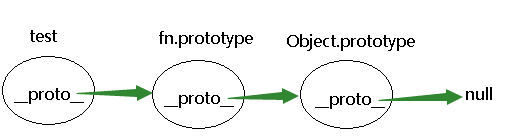 test
fn.prototype
Object.prototype
__proto__
__proto__
__proto__
null